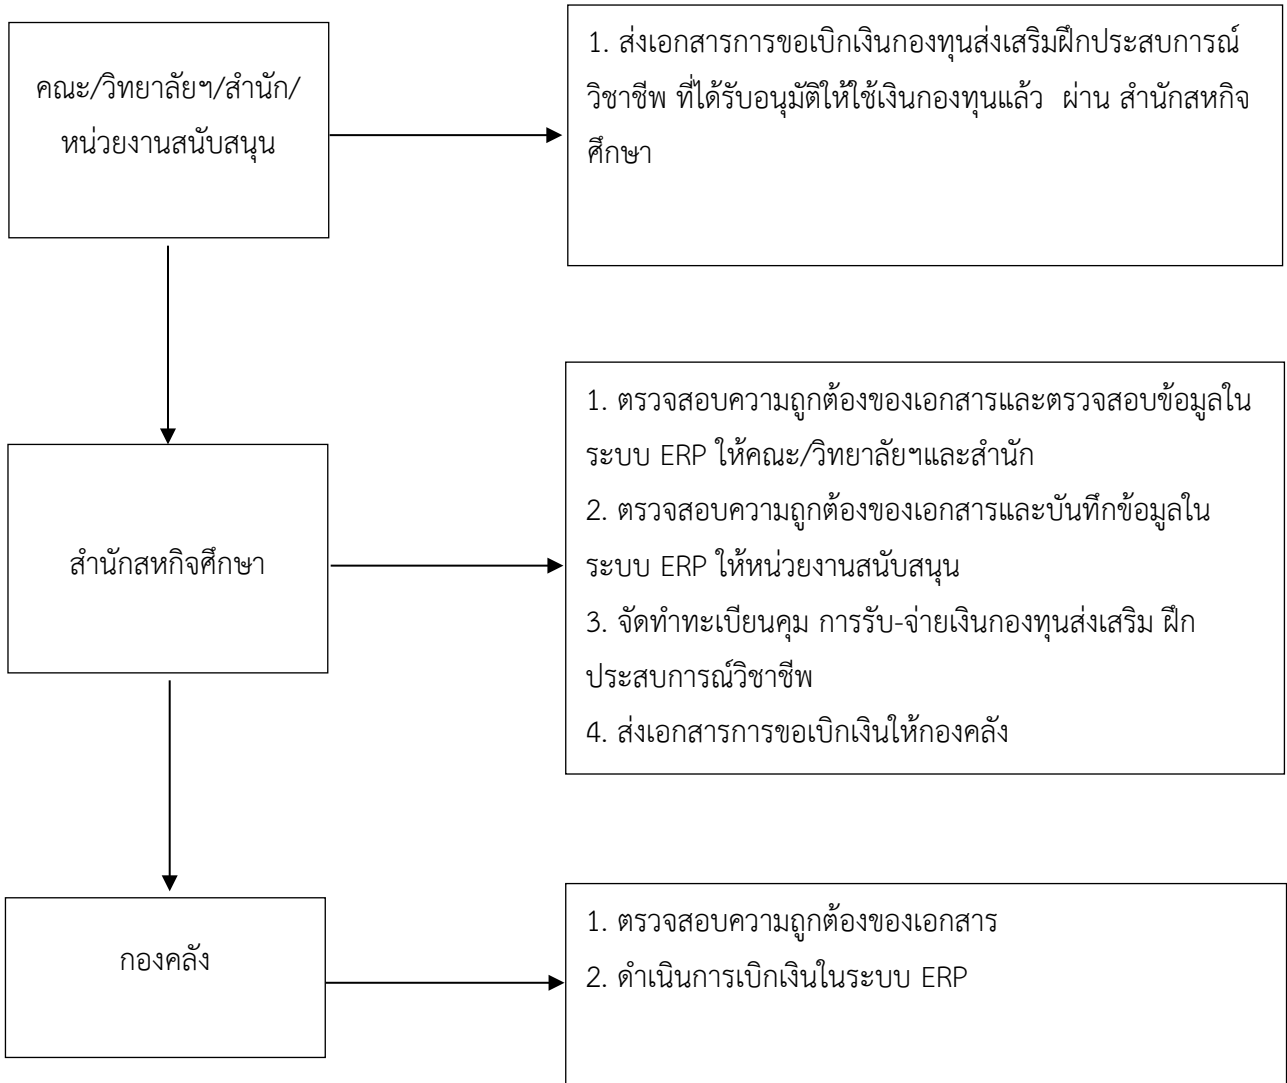 คณะ/วิทยาลัยฯ/สำนัก/
หน่วยงานสนับสนุน
1. ส่งเอกสารการขอเบิกเงินกองทุนส่งเสริมฝึกประสบการณ์
วิชาชีพ ที่ได้รับอนุมัติให้ใช้เงินกองทุนแล้ว ผ่าน สำนักสหกิจ
ศึกษา
สำนักสหกิจศึกษา
1. ตรวจสอบความถูกต้องของเอกสารและตรวจสอบข้อมูลใน
ระบบ ERP ให้คณะ/วิทยาลัยฯและสำนัก
2. ตรวจสอบความถูกต้องของเอกสารและบันทึกข้อมูลใน
ระบบ ERP ให้หน่วยงานสนับสนุน
3. จัดทำทะเบียนคุม การรับ-จ่ายเงินกองทุนส่งเสริม ฝึก
ประสบการณ์วิชาชีพ
4. ส่งเอกสารการขอเบิกเงินให้กองคลัง
กองคลัง
1. ตรวจสอบความถูกต้องของเอกสาร
2. ดำเนินการเบิกเงินในระบบ ERP